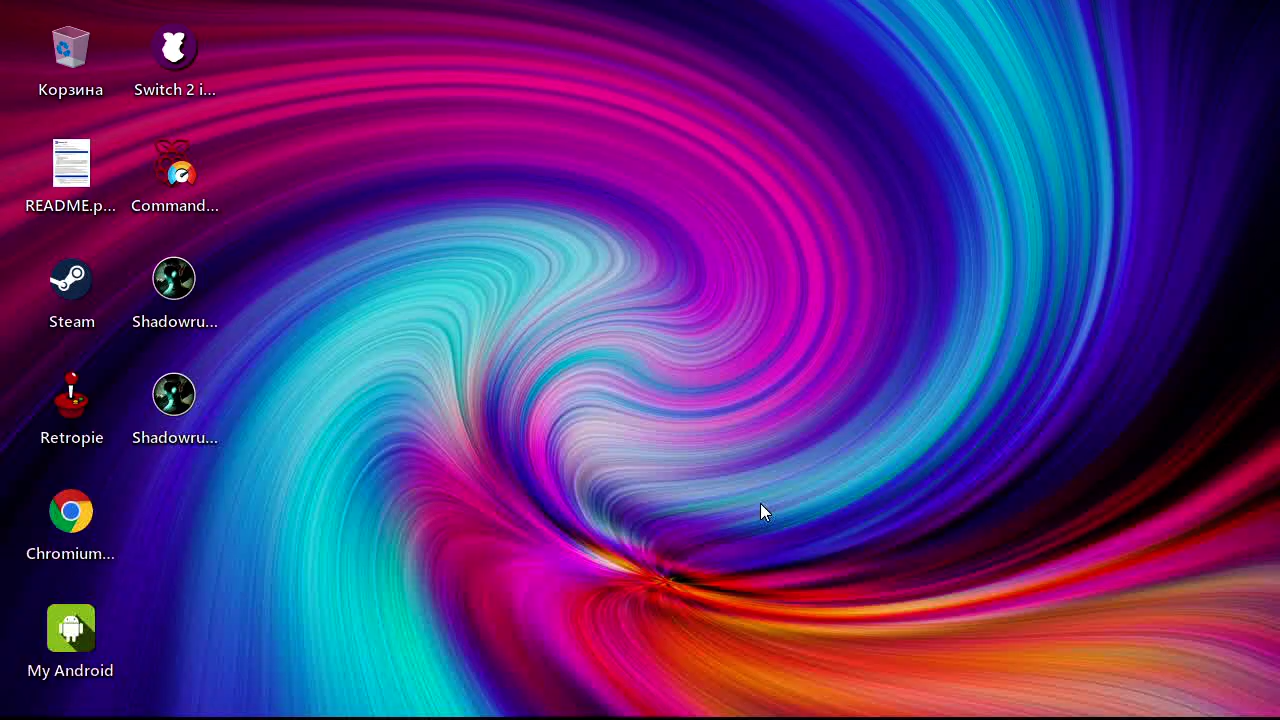 Корзина
Switch 2 i...
README.p...
Command...
Steam
Shadowru...
Retropie
Shadowru...
Chromium...
My Android